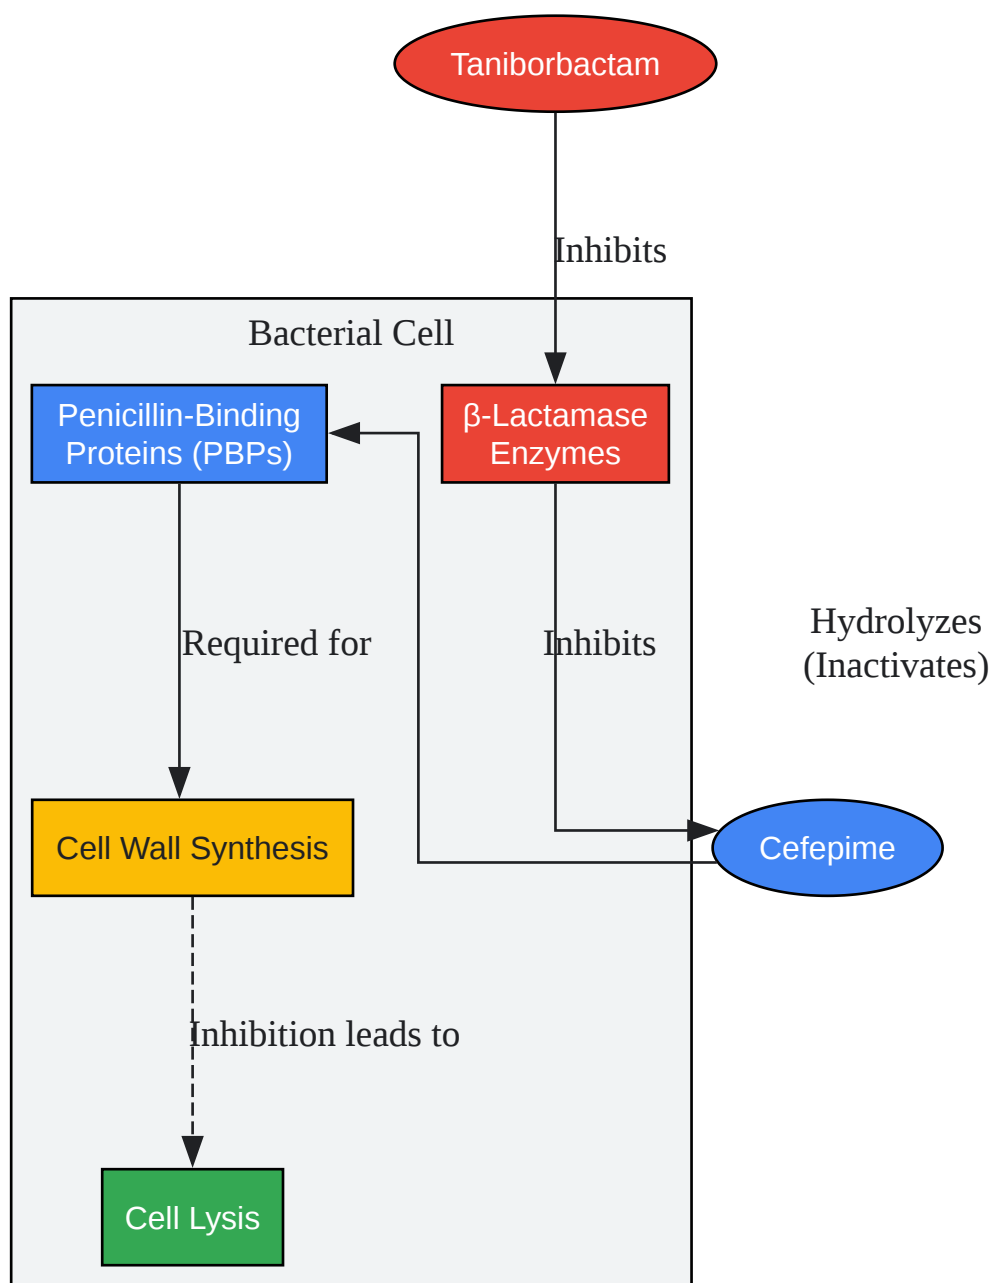 Taniborbactam
Inhibits
Bacterial Cell
Penicillin-Binding
Proteins (PBPs)
β-Lactamase
Enzymes
Required for
Inhibits
Hydrolyzes
(Inactivates)
Cell Wall Synthesis
Cefepime
Inhibition leads to
Cell Lysis